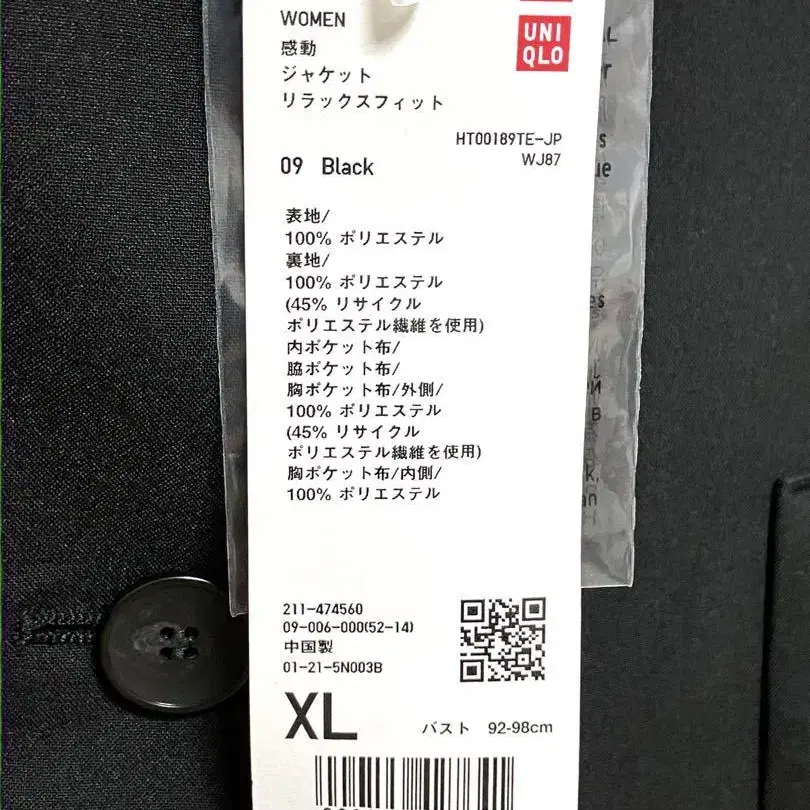 WOMEN
感動
ジャケット
リラックスフィット
UNI
QLO
HT00189TE-JP
WJ87
09 Black
表地/
100% ポリエステル
裏地/
100% ポリエステル
(45% リサイクル
ポリエステル繊維を使用)
内ポケット布/
脇ポケット布/
胸ポケット布/外側/
100% ポリエステル
(45% リサイクル
ポリエステル繊維を使用)
胸ポケット布/内側/
100% ポリエステル
211-474560
09-006-000(52-14)
中国製
01-21-5N003B
XL
バスト 92-98cm